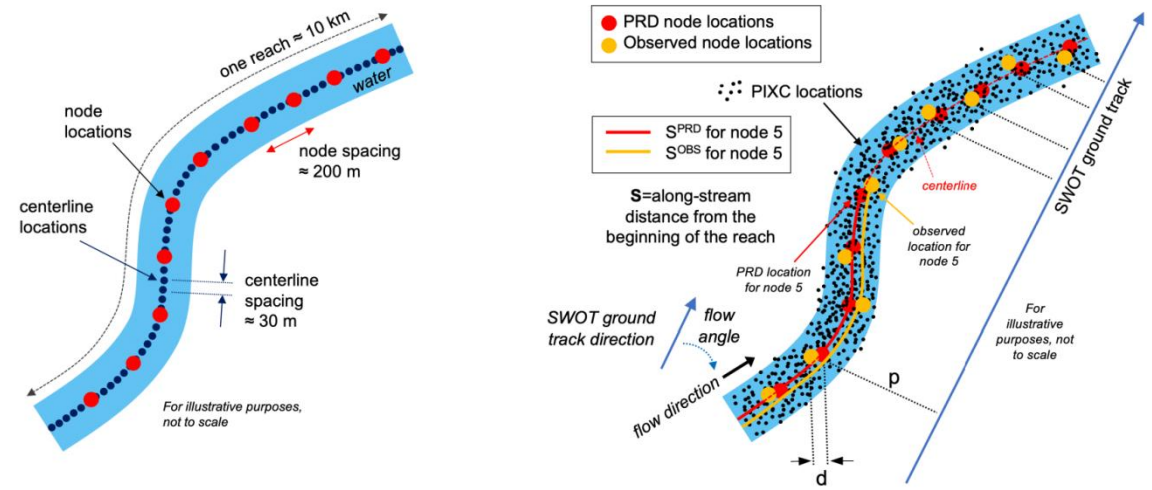 one reach ≈ 10 km
water
node
locations
node spacing
≈ 200 m
centerline
locations
centerline
spacing
≈ 30 m
For illustrative purposes,
not to scale
PRD node locations
Observed node locations
PIXC locations
S^PRD for node 5
S^OBS for node 5
S=along-stream
distance from the
beginning of the reach
centerline
observed
location for
node 5
PRD location
for node 5
SWOT ground track
SWOT ground
track direction
flow
angle
flow direction
For
illustrative
purposes, not
to scale
p
d